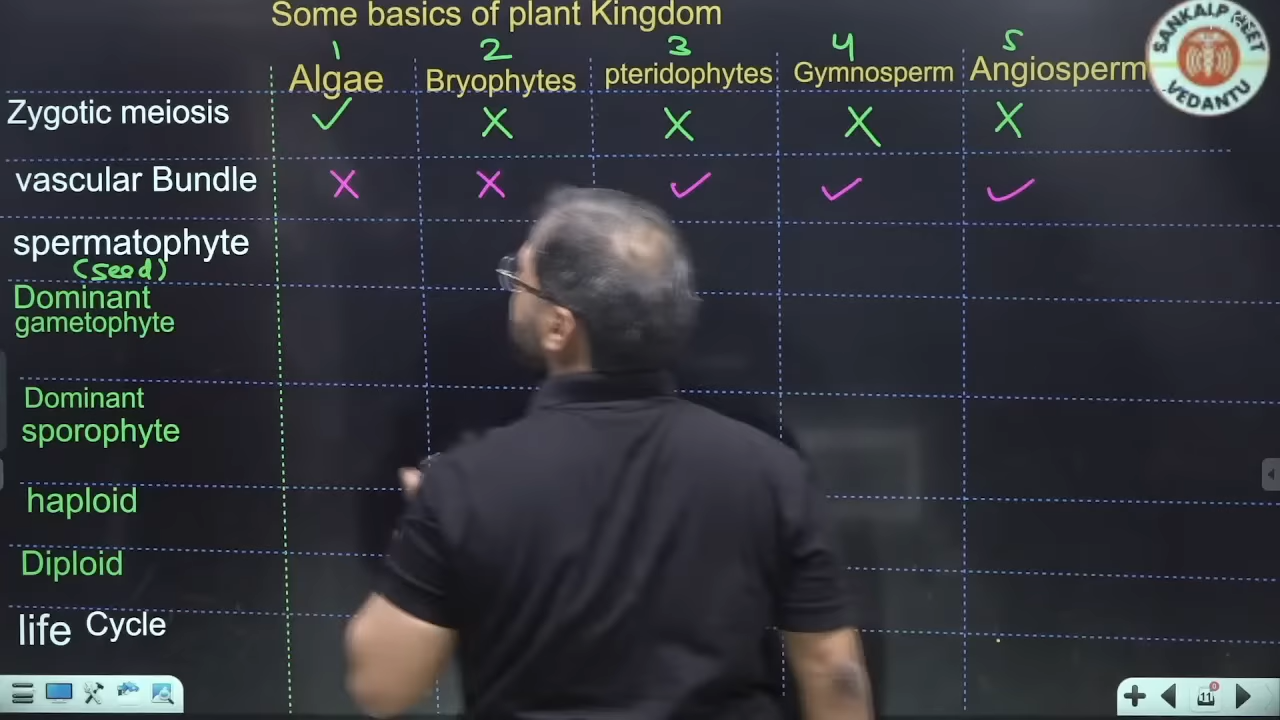 Some basics of plant Kingdom
1 2 3 4 5
Algae Bryophytes pteridophytes Gymnosperm Angiosperm
Zygotic meiosis ✓ X X X X
vascular Bundle X X ✓ ✓ ✓
spermatophyte
(seed)
Dominant
gametophyte
Dominant
sporophyte
haploid
Diploid
life Cycle
SANKALP NEET
VEDANTU
11